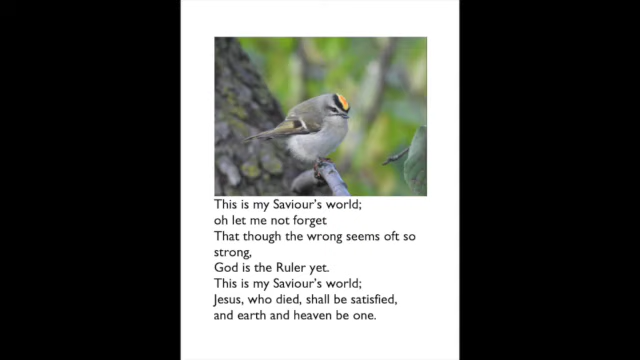 This is my Saviour's world;
oh let me not forget
That though the wrong seems oft so
strong,
God is the Ruler yet.
This is my Saviour's world;
Jesus, who died, shall be satisfied,
and earth and heaven be one.